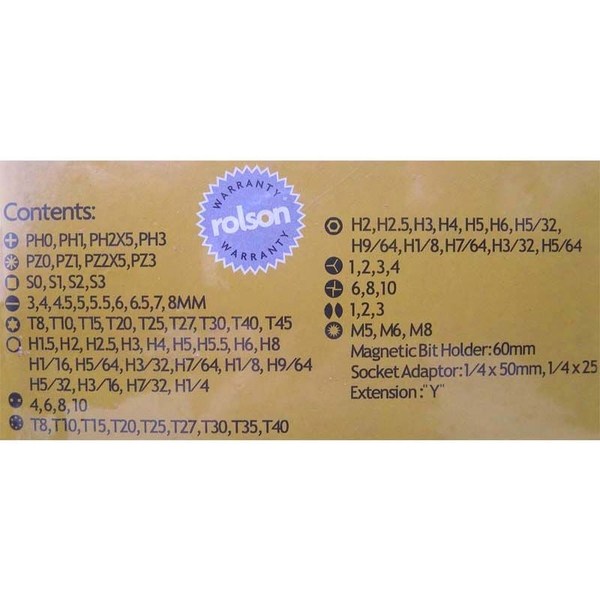 WARRANTY
rolson
WARRANTY
Contents:
PH0, PH1, PH2X5,PH3
PZ0,PZ1, PZ2X5,PZ3
S0, S1, S2, S3
3,4,4.5,5,5.5,6, 6.5,7, 8MM
T8,T10, T15, T20, T25, T27, T30, T40, T45
H1.5, H2, H2.5, H3, H4, H5, H5.5, H6, H8
H1/16, H5/64, H3/32, H7/64, H1/8, H9/64
H5/32, H3/16, H7/32, H1/4
4,6,8,10
T8,T10,T15,T20,T25,T27,T30,T35,T40
H2, H2.5, H3, H4, H5, H6, H5/32,
H9/64, H1/8, H7/64, H3/32, H5/64
1,2,3,4
6,8,10
1,2,3
M5, M6, M8
Magnetic Bit Holder:60mm
Socket Adaptor:1/4 x 50mm, 1/4 x 25
Extension :"Y"